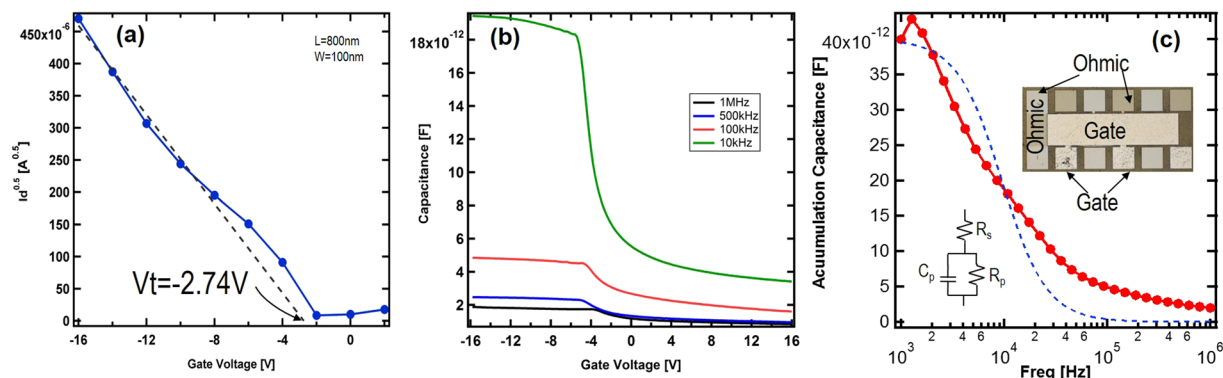 (a)
450x10-6
400
350
300
250
200
150
100
50
0
-16
-12
-8
-4
0
Id0.5 [A0.5]
Gate Voltage [V]
L=800nm
W=100nm
Vt=-2.74V
(b)
18x10-12
16
14
12
10
8
6
4
2
-16
-12
-8
-4
0
4
8
12
16
Capacitance [F]
Gate Voltage [V]
1MHz
500kHz
100kHz
10kHz
(c)
40x10-12
35
30
25
20
15
10
5
0
Acuumulation Capacitance [F]
103
2
4
6
104
2
4
6
105
2
4
6
106
Freq [Hz]
Ohmic
Ohmic
Gate
Gate
Rs
Cp
Rp